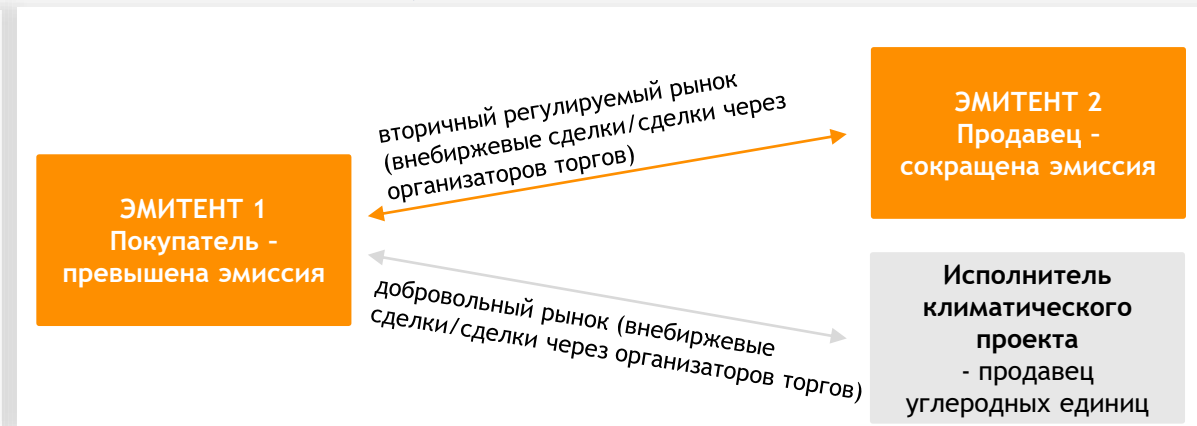 ЭМИТЕНТ 1
Покупатель –
превышена эмиссия
вторичный регулируемый рынок
(внебиржевые сделки/сделки через
организаторов торгов)
ЭМИТЕНТ 2
Продавец –
сокращена эмиссия
добровольный рынок (внебиржевые
сделки/сделки через организаторов торгов)
Исполнитель
климатического
проекта
- продавец
углеродных единиц